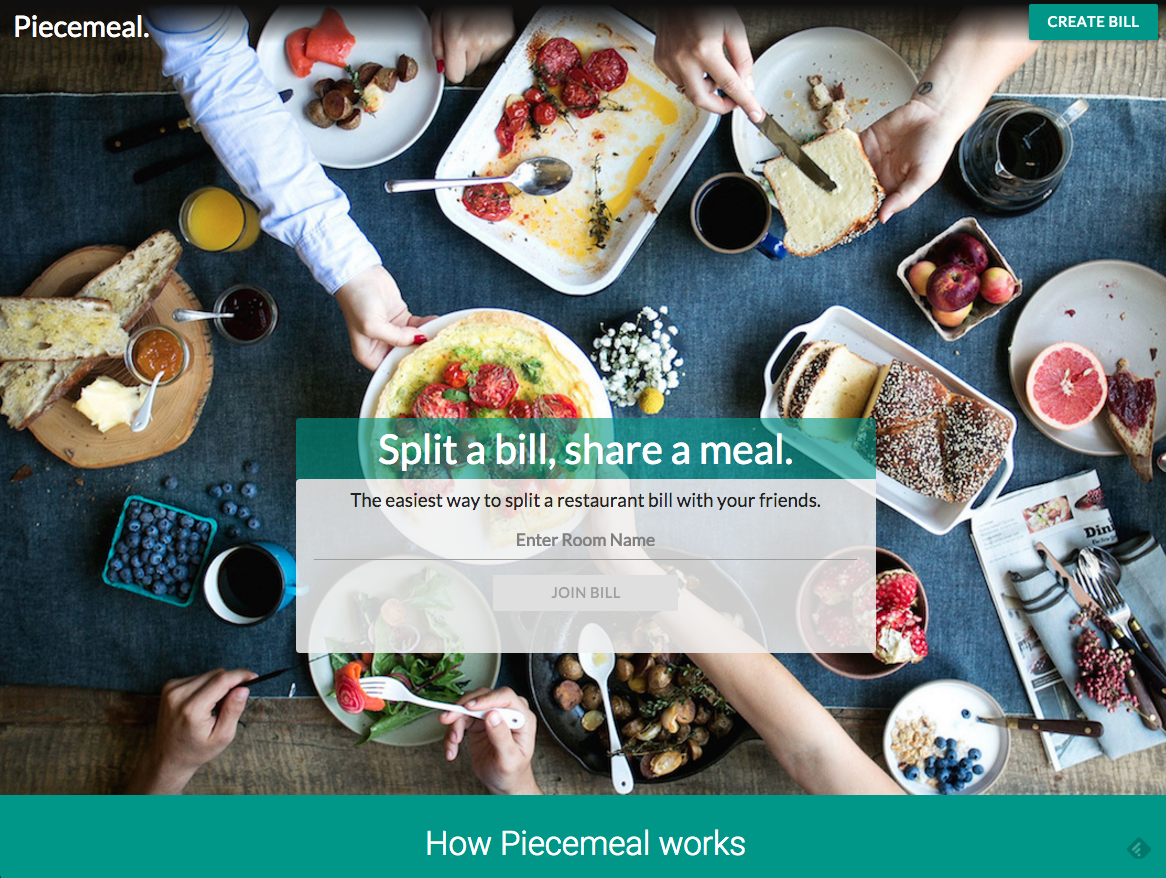 Piecemeal.
CREATE BILL
Split a bill, share a meal.
The easiest way to split a restaurant bill with your friends.
Enter Room Name
JOIN BILL
How Piecemeal works